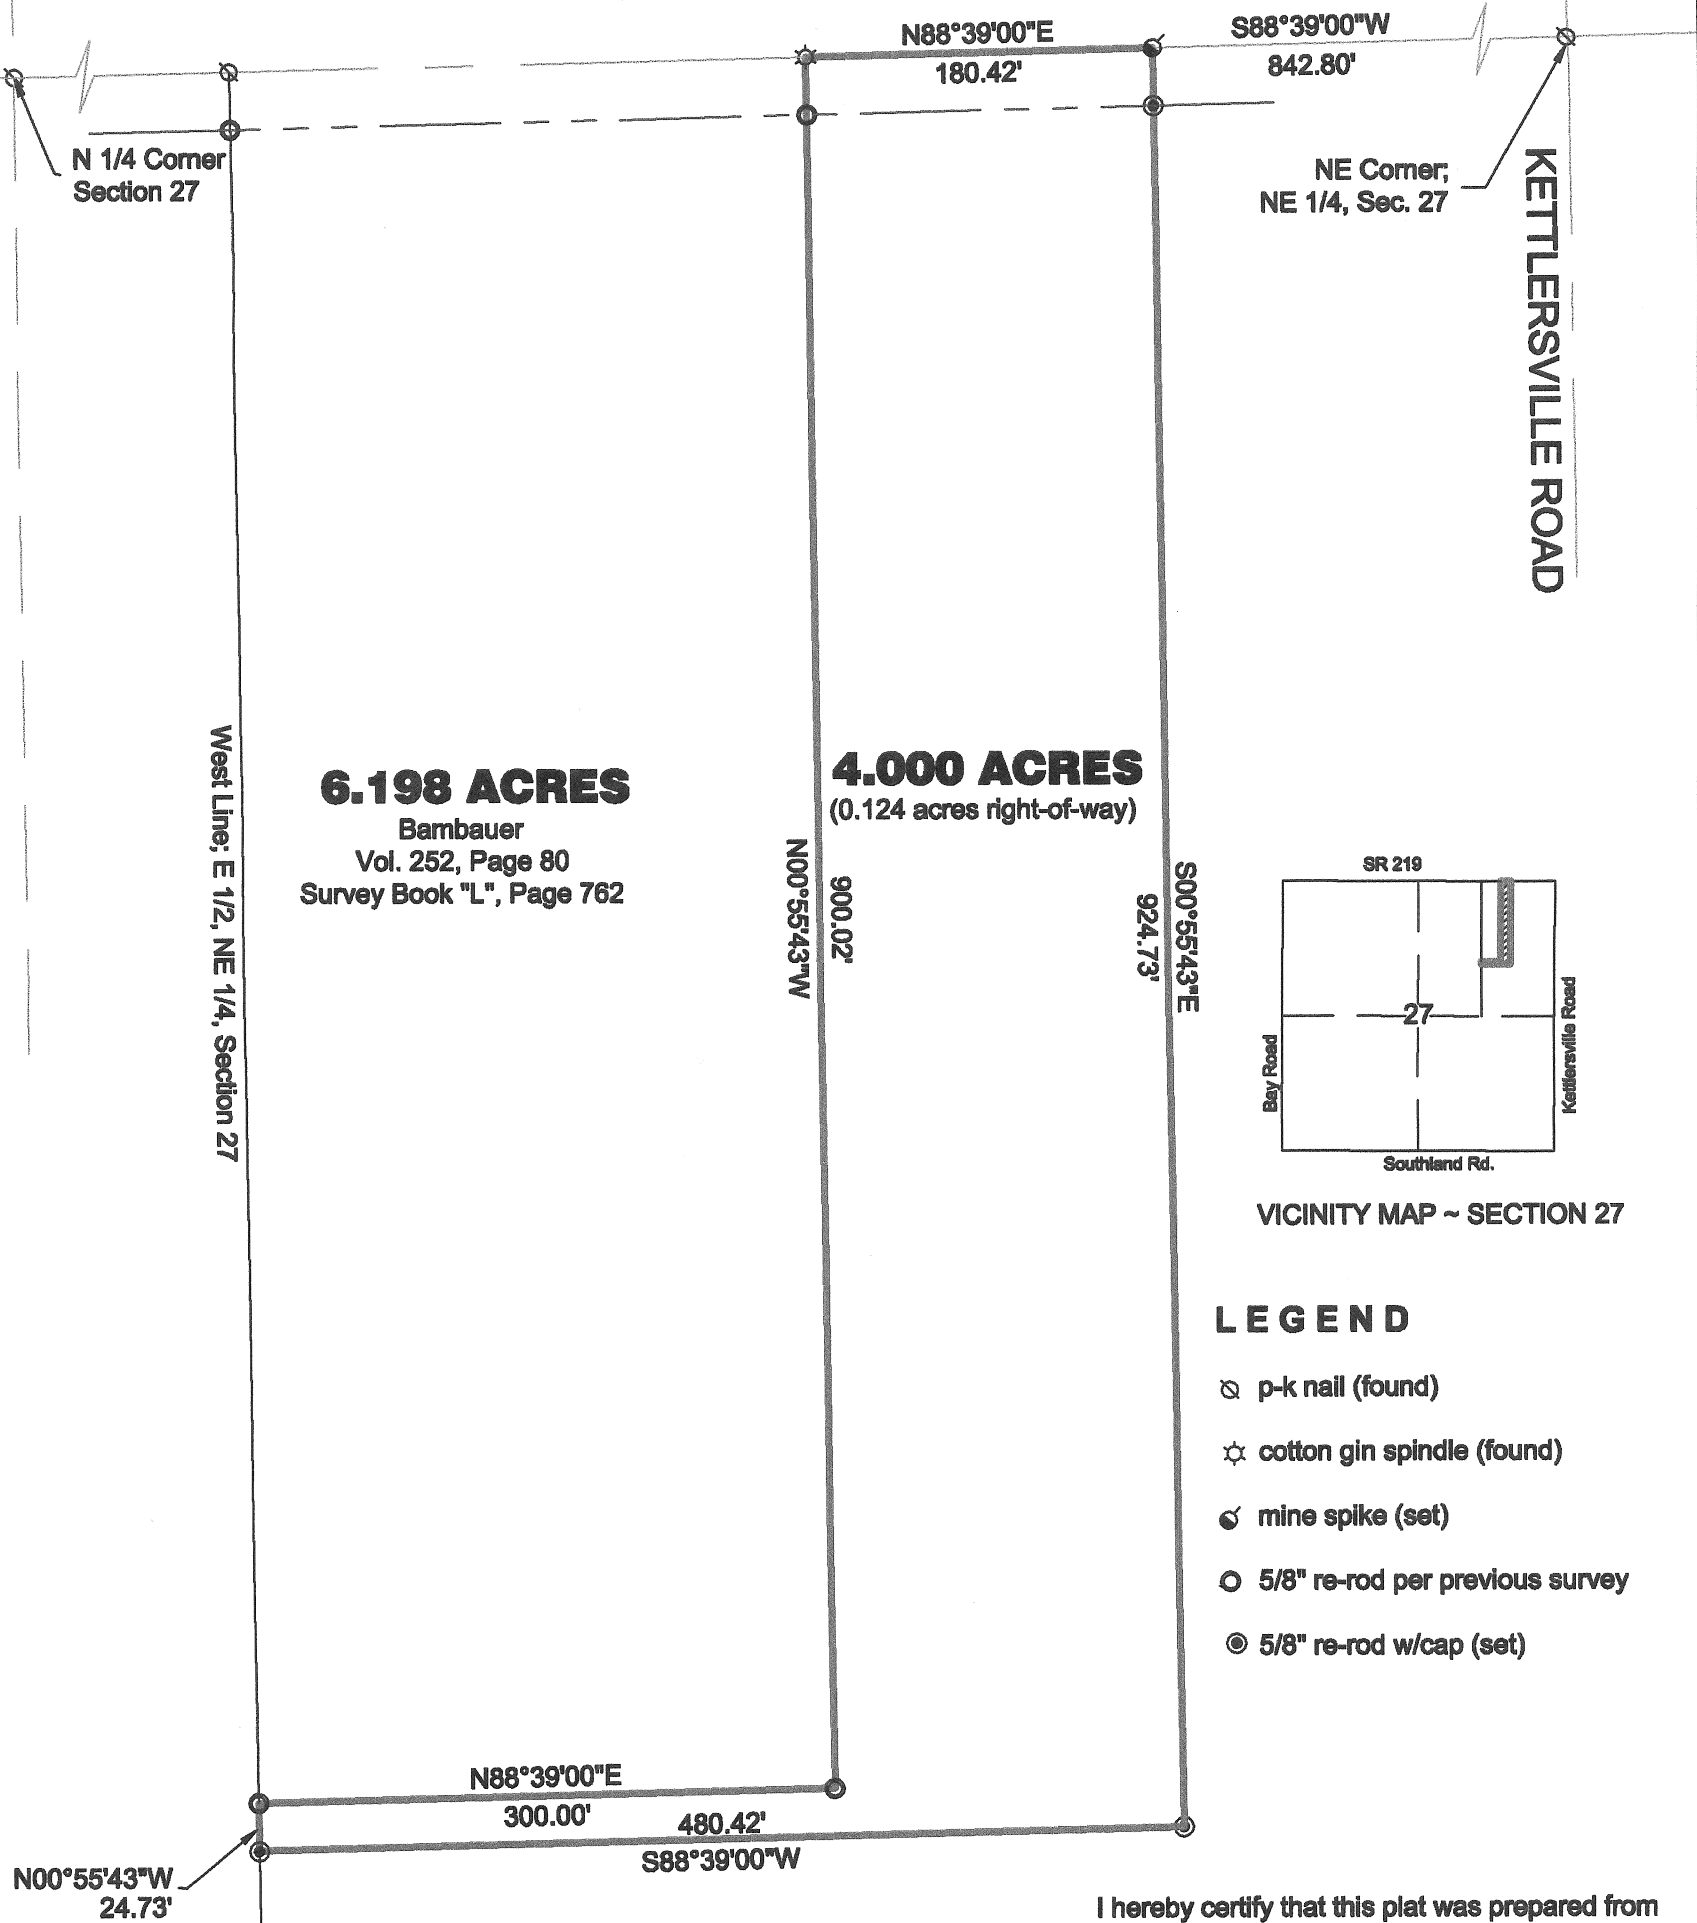 N88°39'00"E
180.42'
S88°39'00"W
842.80'
N 1/4 Corner
Section 27
NE Corner;
NE 1/4, Sec. 27
KETTLERSVILLE ROAD
West Line; E 1/2, NE 1/4, Section 27
6.198 ACRES
Bambauer
Vol. 252, Page 80
Survey Book "L", Page 762
4.000 ACRES
(0.124 acres right-of-way)
N00°55'43"W
900.02'
S00°55'43"E
924.73'
SR 219
27
Bay Road
Kettlersville Road
Southland Rd.
VICINITY MAP ~ SECTION 27
LEGEND
p-k nail (found)
cotton gin spindle (found)
mine spike (set)
5/8" re-rod per previous survey
5/8" re-rod w/cap (set)
N88°39'00"E
300.00'
480.42'
S88°39'00"W
N00°55'43"W
24.73'
I hereby certify that this plat was prepared from